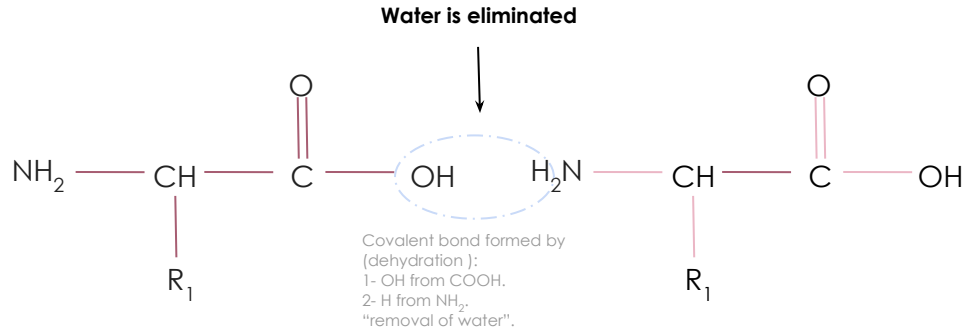 Water is eliminated
O
O
NH2
CH
C
OH
H2N
CH
C
OH
R1
R1
Covalent bond formed by
(dehydration ):
1- OH from COOH.
2- H from NH2.
“removal of water”.